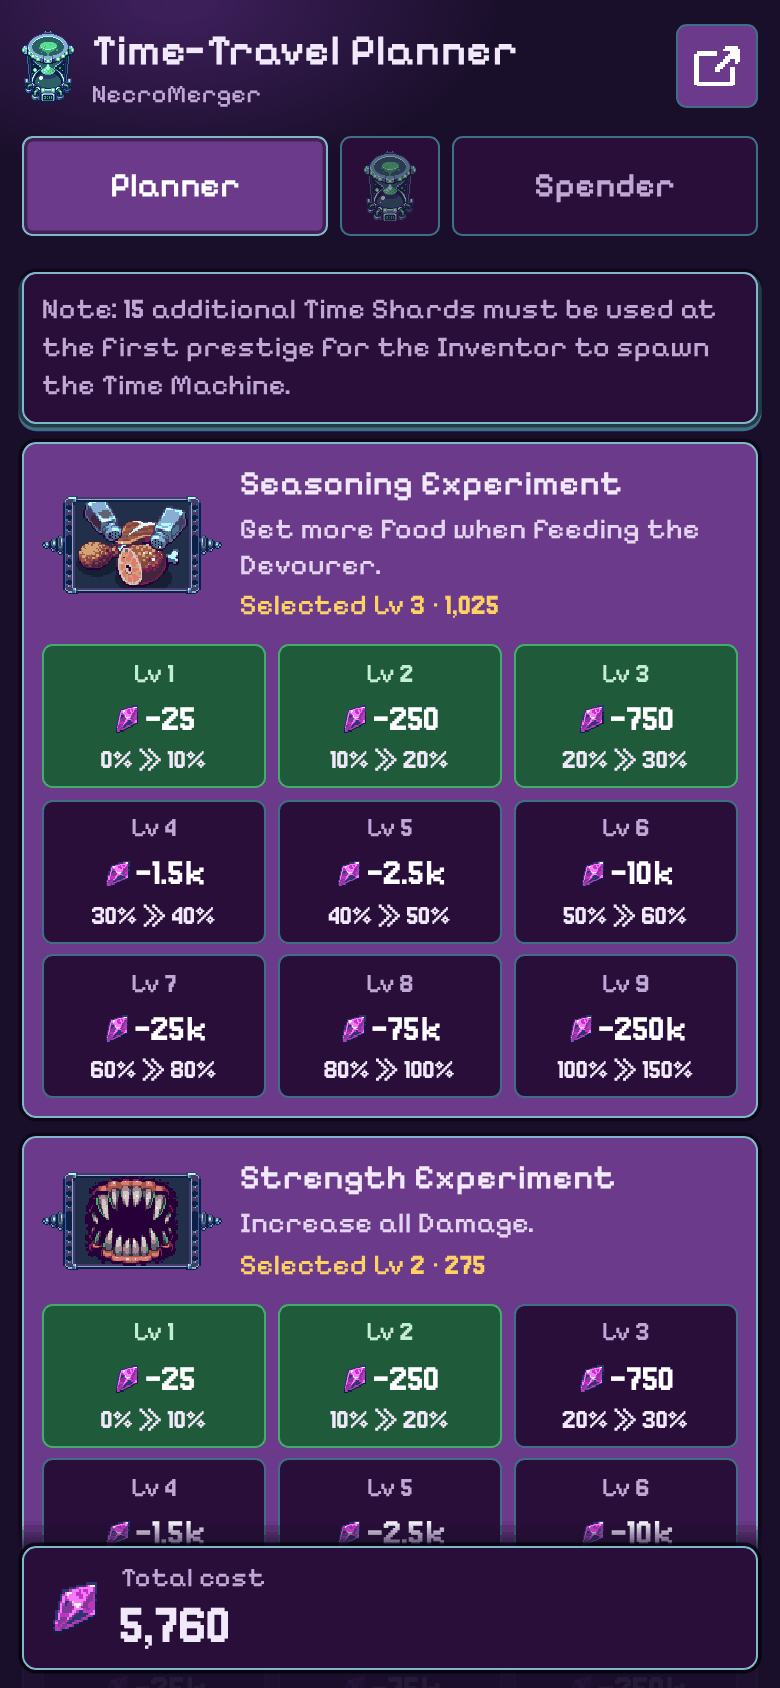 Time-Travel Planner
NecroMerger
Planner
Spender
Note: 15 additional Time Shards must be used at
the first prestige for the Inventor to spawn
the Time Machine.
Seasoning Experiment
Get more Food when Feeding the
Devourer.
Selected Lv 3 · 1,025
Lv 1
Lv 2
Lv 3
-25
-250
-750
0% >> 10%
10% >> 20%
20% >> 30%
Lv 4
Lv 5
Lv 6
-1.5k
-2.5k
-10k
30% >> 40%
40% >> 50%
50% >> 60%
Lv 7
Lv 8
Lv 9
-25k
-75k
-250k
60% >> 80%
80% >> 100%
100% >> 150%
Strength Experiment
Increase all Damage.
Selected Lv 2 · 275
Lv 1
Lv 2
Lv 3
-25
-250
-750
0% >> 10%
10% >> 20%
20% >> 30%
Lv 4
Lv 5
Lv 6
-1.5k
-2.5k
-10k
Total cost
5,760
-25k
-75k
-250k